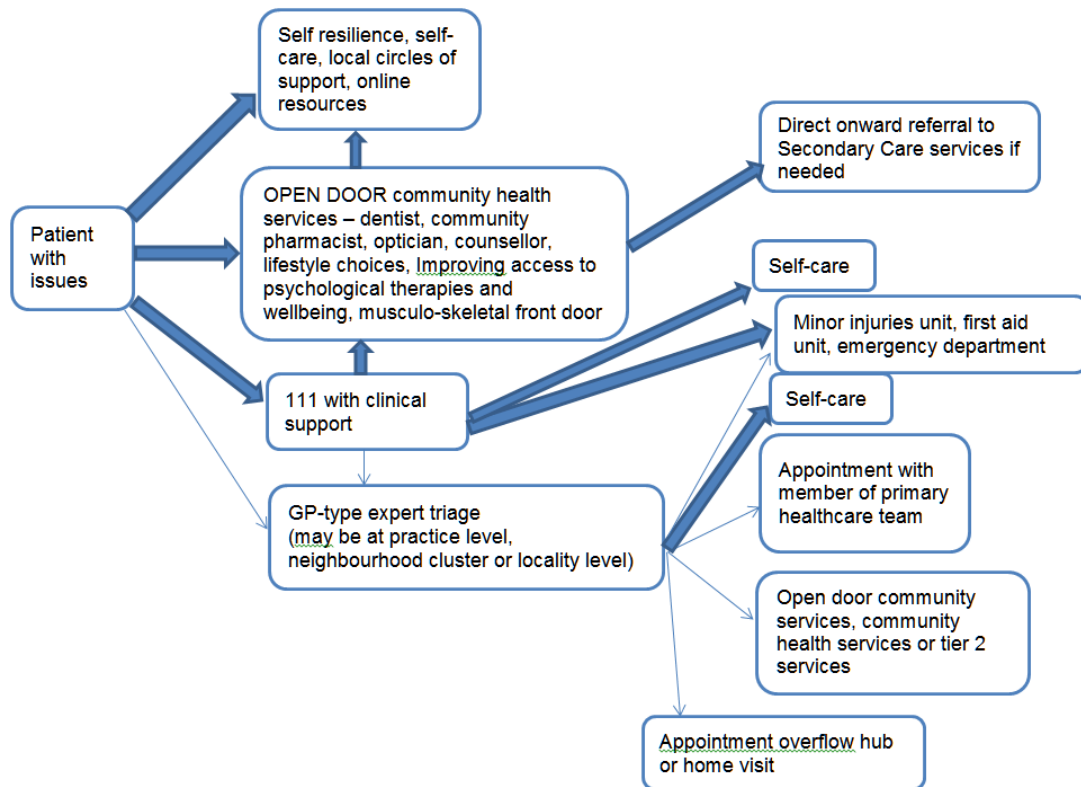 Self resilience, self-
care, local circles of
support, online
resources
Direct onward referral to
Secondary Care services if
needed
OPEN DOOR community health
services – dentist, community
pharmacist, optician, counsellor,
lifestyle choices, Improving access to
psychological therapies and
wellbeing, musculo-skeletal front door
Patient
with
issues
Self-care
Minor injuries unit, first aid
unit, emergency department
111 with clinical
support
Self-care
Appointment with
member of primary
healthcare team
GP-type expert triage
(may be at practice level,
neighbourhood cluster or locality level)
Open door community
services, community
health services or tier 2
services
Appointment overflow hub
or home visit